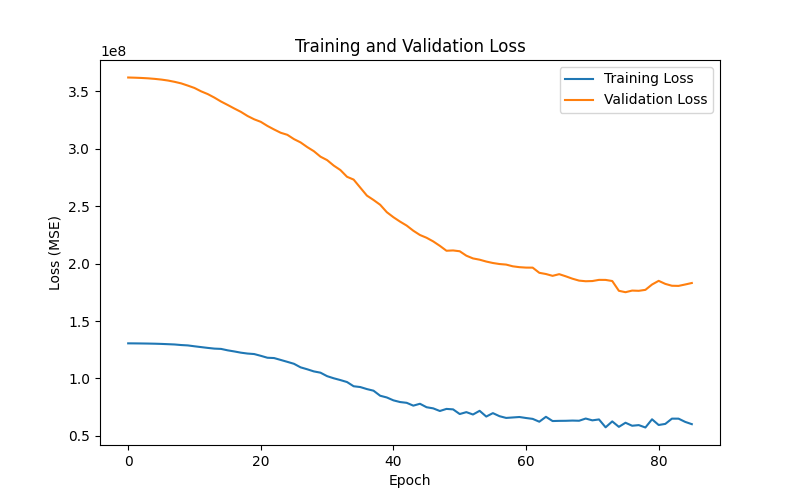 Training and Validation Loss
1e8
Training Loss
Validation Loss
3.5
3.0
2.5
2.0
1.5
1.0
0.5
Loss (MSE)
0 20 40 60 80
Epoch